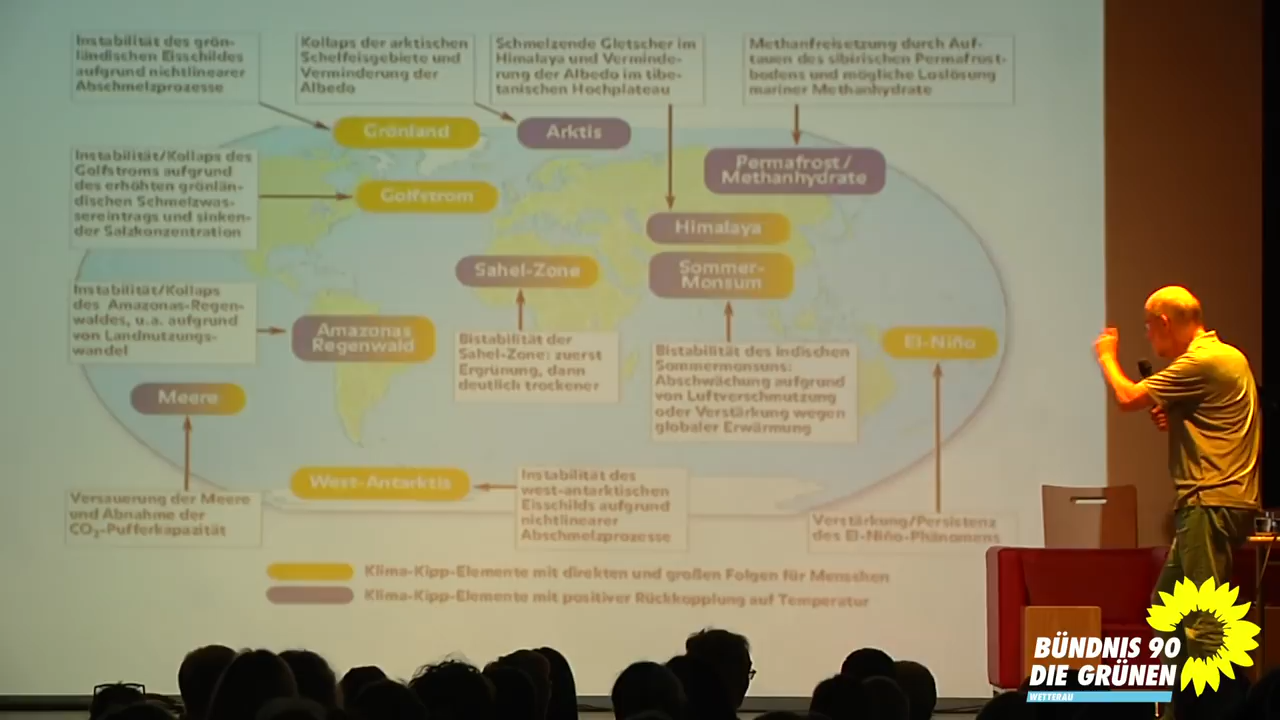 Instabilität des grön-
ländischen Eisschildes
aufgrund nichtlinearer
Abschmelzprozesse
Kollaps der arktischen
Schelfeisgebiete und
Verminderung der
Albedo
Schmelzende Gletscher im
Himalaya und Verminde-
rung der Albedo im tibe-
tanischen Hochplateau
Methanfreisetzung durch Auf-
tauen des sibirischen Permafrost-
bodens und mögliche Loslösung
mariner Methanhydrate
Grönland
Arktis
Permafrost/
Methanhydrate
Instabilität/Kollaps des
Golfstroms aufgrund
des erhöhten grönlän-
dischen Schmelzwas-
sereintrags und sinken-
der Salzkonzentration
Golfstrom
Himalaya
Sahel-Zone
Sommer-
Monsum
Instabilität/Kollaps
des Amazonas-Regen-
waldes, u.a. aufgrund
von Landnutzungs-
wandel
Amazonas
Regenwald
Bistabilität der
Sahel-Zone: zuerst
Ergrünung, dann
deutlich trockener
Bistabilität des indischen
Sommermonsuns:
Abschwächung aufgrund
von Luftverschmutzung
oder Verstärkung wegen
globaler Erwärmung
El-Niño
Meere
West-Antarktis
Instabilität des
west-antarktischen
Eisschilds aufgrund
nichtlinearer
Abschmelzprozesse
Versauerung der Meere
und Abnahme der
CO₂-Pufferkapazität
Verstärkung/Persistenz
des El-Niño-Phänomens
Klima-Kipp-Elemente mit direkten und großen Folgen für Menschen
Klima-Kipp-Elemente mit positiver Rückkopplung auf Temperatur
BÜNDNIS 90
DIE GRÜNEN
WETTERAU